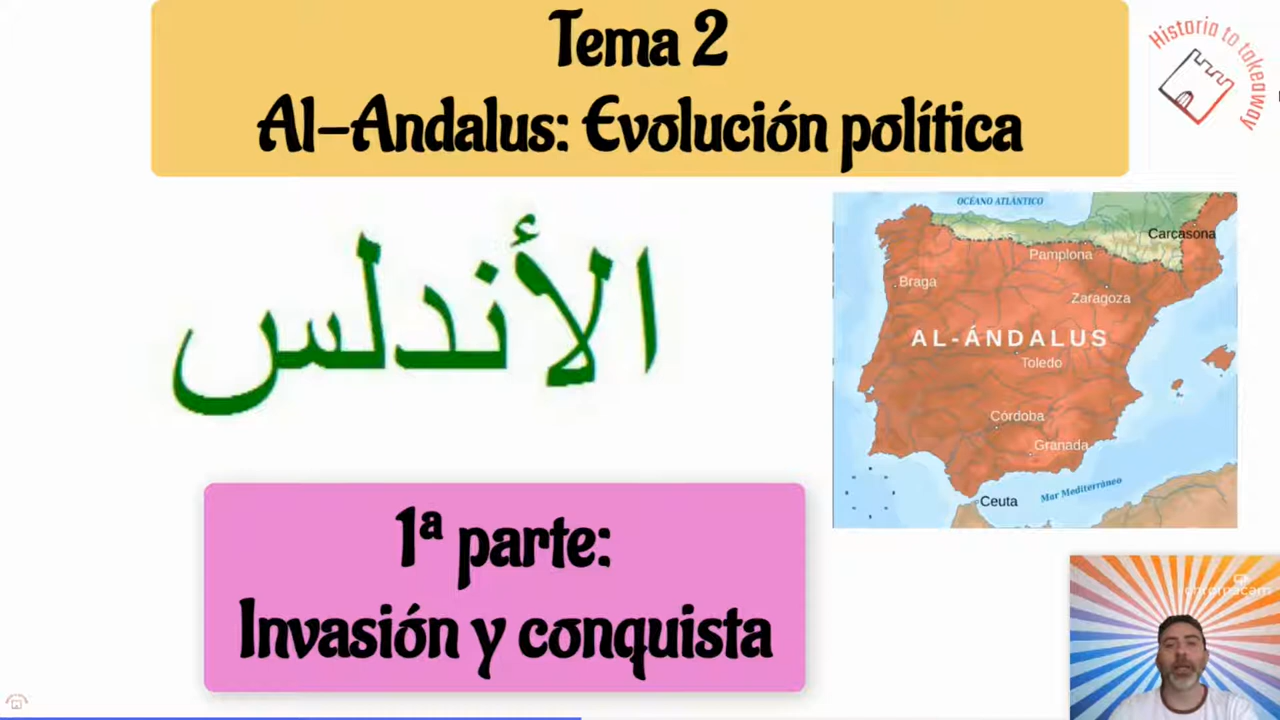 Tema 2
Al-Andalus: Evolución política
Historia to takeaway
الأندلس
OCÉANO ATLÁNTICO
Carcasona
Pamplona
Braga
Zaragoza
AL-ÁNDALUS
Toledo
Córdoba
Granada
Mar Mediterráneo
Ceuta
1ª parte:
Invasión y conquista
chromacam